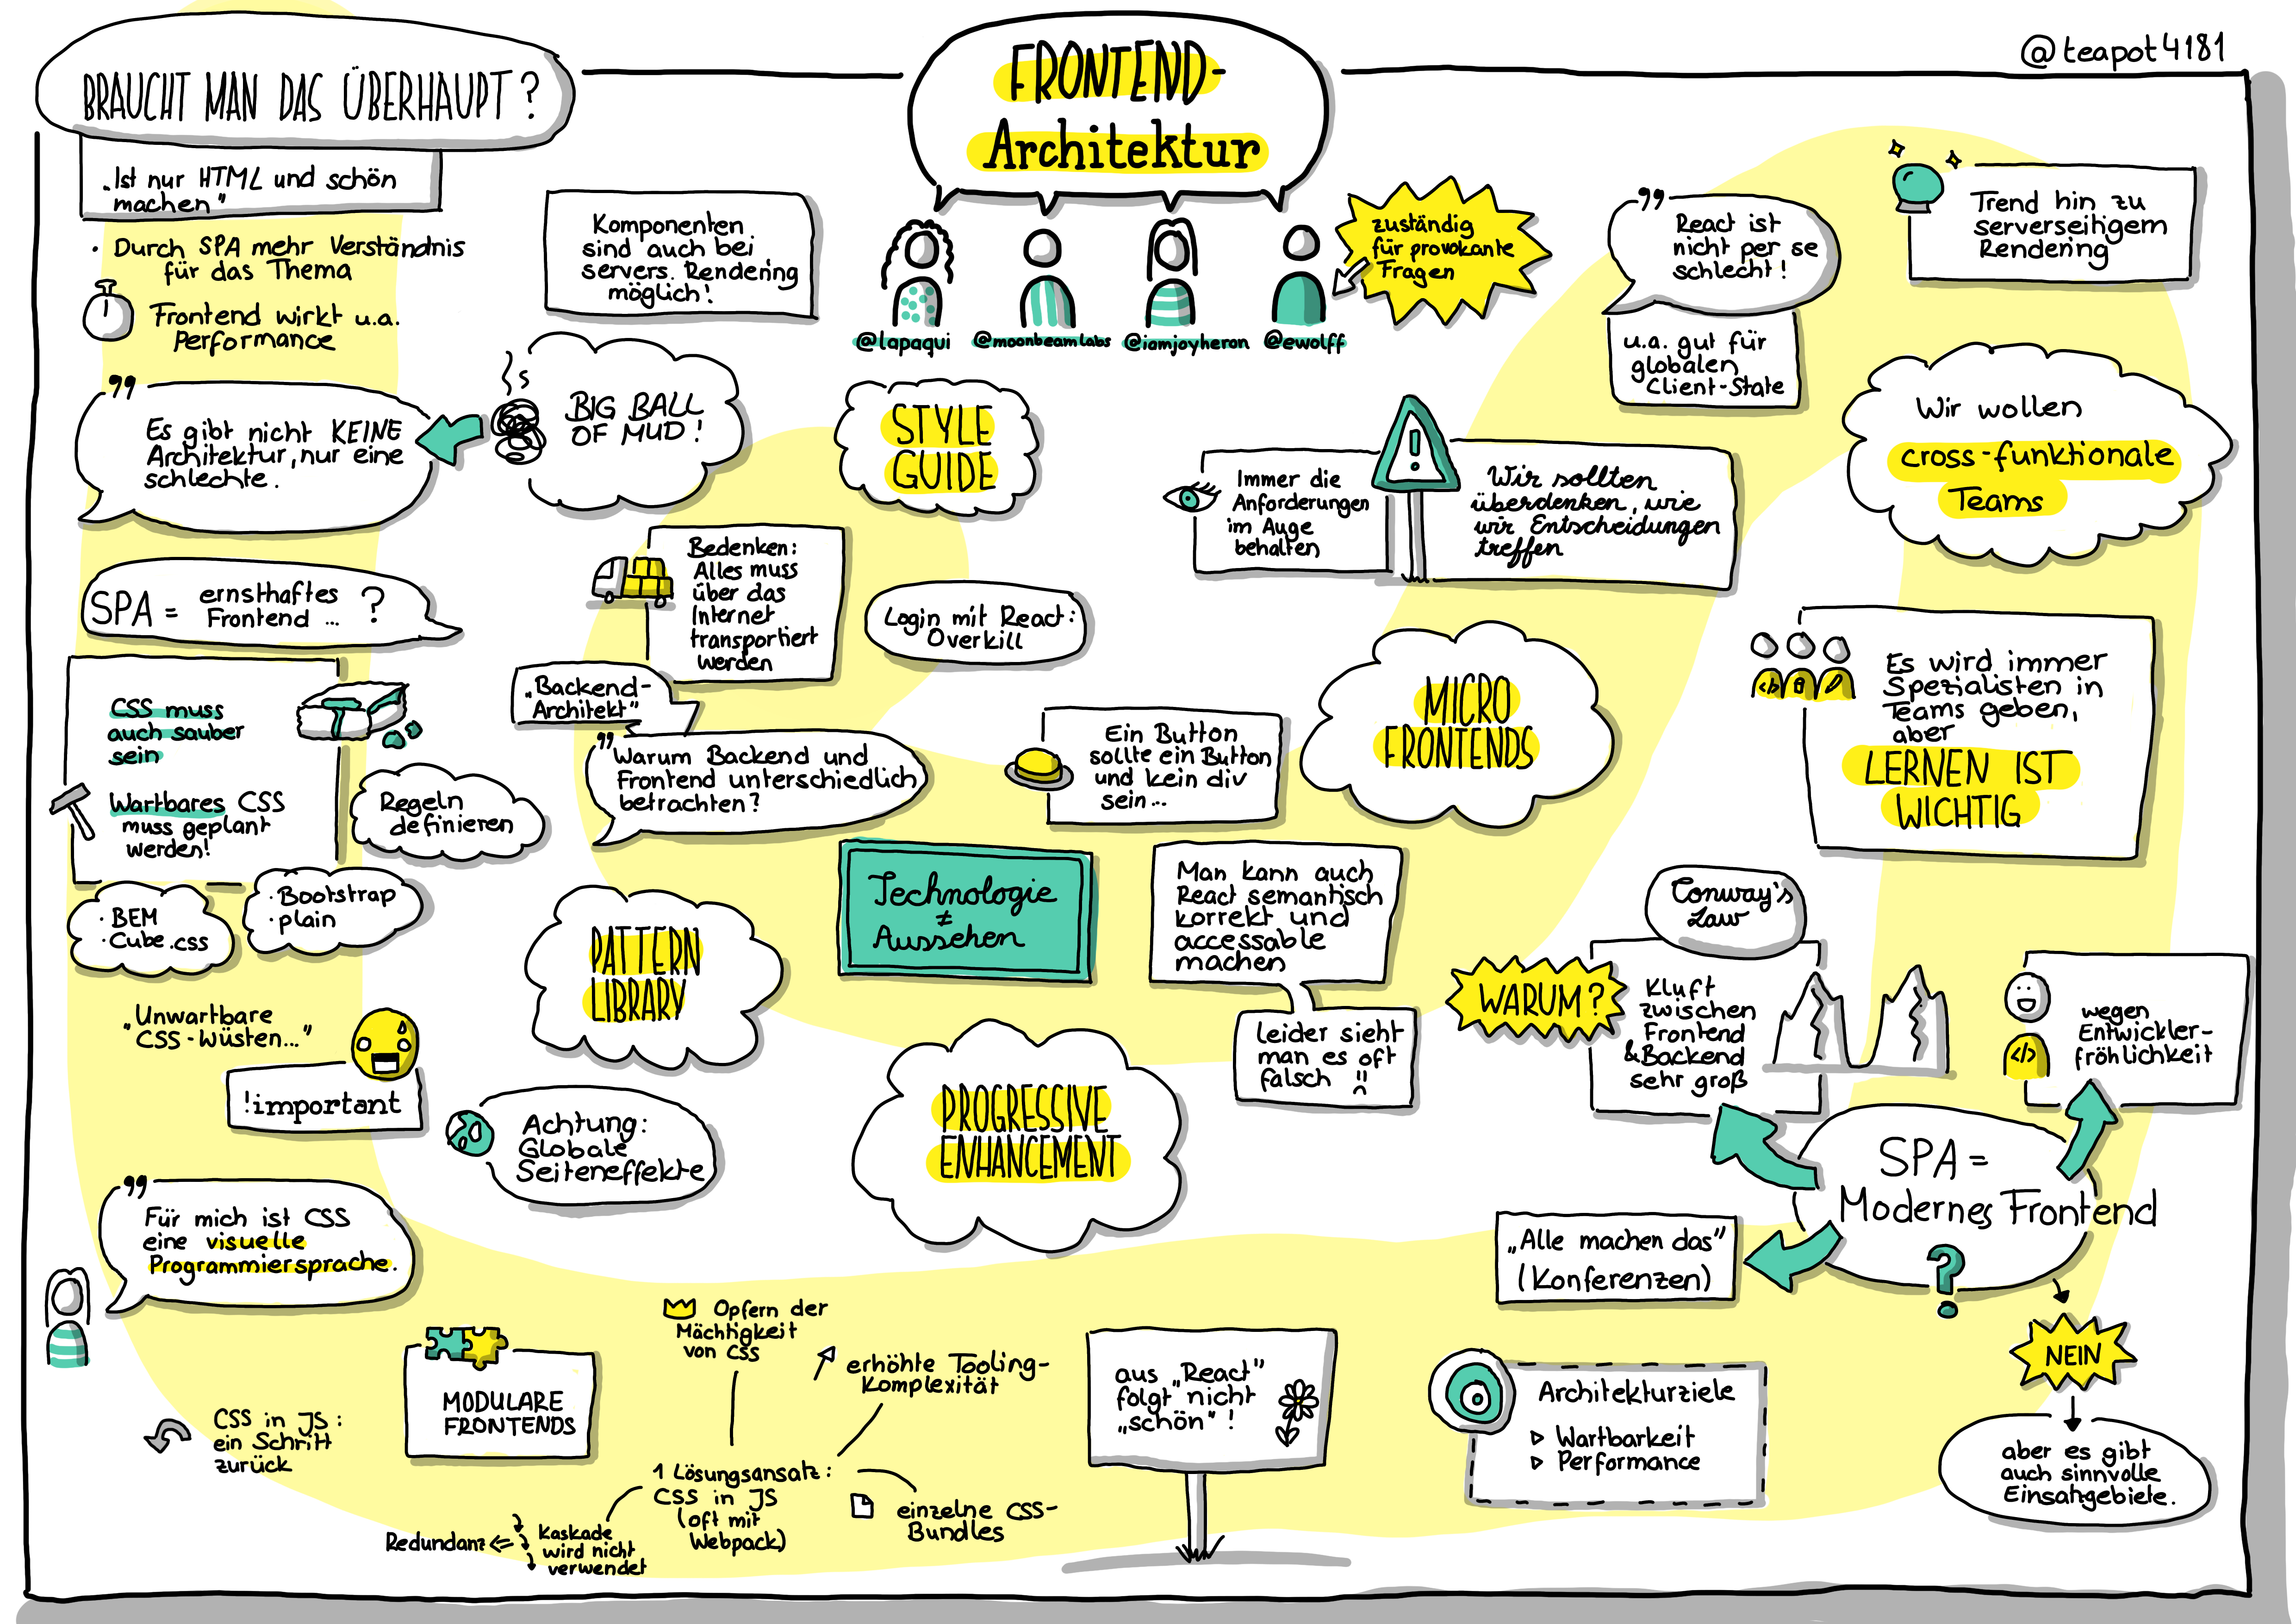 @teapot4181
FRONTEND-
Architektur
@lapaqui
@moonbeamlabs
@iamjoyheron
@ewolff
zuständig
für provokante
Fragen
BRAUCHT MAN DAS ÜBERHAUPT?
„Ist nur HTML und schön
machen"
· Durch SPA mehr Verständnis
für das Thema
Frontend wirkt u.a.
Performance
Komponenten
sind auch bei
servers. Rendering
möglich!
"
Es gibt nicht KEINE
Architektur, nur eine
schlechte.
BIG BALL
OF MUD!
STYLE
GUIDE
"
React ist
nicht per se
schlecht!
u.a. gut für
globalen
Client-State
Trend hin zu
serverseitigem
Rendering
Wir wollen
cross-funktionale
Teams
Immer die
Anforderungen
im Auge
behalten
!
Wir sollten
überdenken, wie
wir Entscheidungen
treffen
SPA = ernsthaftes
Frontend ... ?
Bedenken:
Alles muss
über das
Internet
transportiert
werden
Login mit React:
Overkill
„Backend-
Architekt"
"
Warum Backend und
Frontend unterschiedlich
betrachten?
Ein Button
sollte ein Button
und kein div
sein...
MICRO
FRONTENDS
</>
Es wird immer
Spezialisten in
Teams geben,
aber
LERNEN IST
WICHTIG
CSS muss
auch sauber
sein
Wartbares CSS
muss geplant
werden!
Regeln
definieren
· BEM
· Cube.css
· Bootstrap
· plain
PATTERN
LIBRARY
Technologie
≠
Aussehen
Man kann auch
React semantisch
korrekt und
accessable
machen
leider sieht
man es oft
falsch :(
Conway's
Law
WARUM?
Kluft
zwischen
Frontend
& Backend
sehr groß
</>
wegen
Entwickler-
fröhlichkeit
„Unwartbare
CSS-Wüsten..."
!important
Achtung:
Globale
Seiteneffekte
PROGRESSIVE
ENHANCEMENT
SPA =
Modernes Frontend
?
„Alle machen das"
(Konferenzen)
NEIN
aber es gibt
auch sinnvolle
Einsatzgebiete.
"
Für mich ist CSS
eine visuelle
Programmiersprache.
MODULARE
FRONTENDS
CSS in JS:
ein Schritt
zurück
Opfern der
Mächtigkeit
von CSS
erhöhte Tooling-
Komplexität
1 Lösungsansatz:
CSS in JS
(oft mit
Webpack)
einzelne CSS-
Bundles
Redundanz ⇐ Kaskade
wird nicht
verwendet
aus „React"
folgt nicht
„schön"!
Architekturziele
▷ Wartbarkeit
▷ Performance